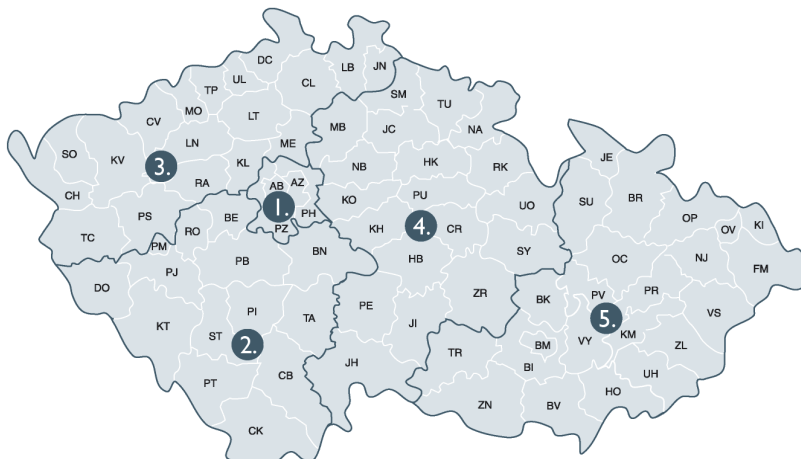 DC
LB
JN
UL
CL
TP
SM
MO
LT
TU
CV
MB
JC
NA
LN
ME
SO
KV
3.
KL
NB
HK
RK
JE
RA
AB
AZ
CH
KO
PU
SU
BR
PS
BE
1.
PH
UO
OP
TC
RO
PZ
KH
4.
CR
OV
KI
PM
BN
SY
PJ
PB
HB
OC
NJ
FM
DO
ZR
PV
PR
KT
PI
TA
PE
BK
5.
VS
ST
2.
JI
BM
VY
KM
ZL
TR
BI
JH
UH
PT
CB
HO
ZN
BV
CK